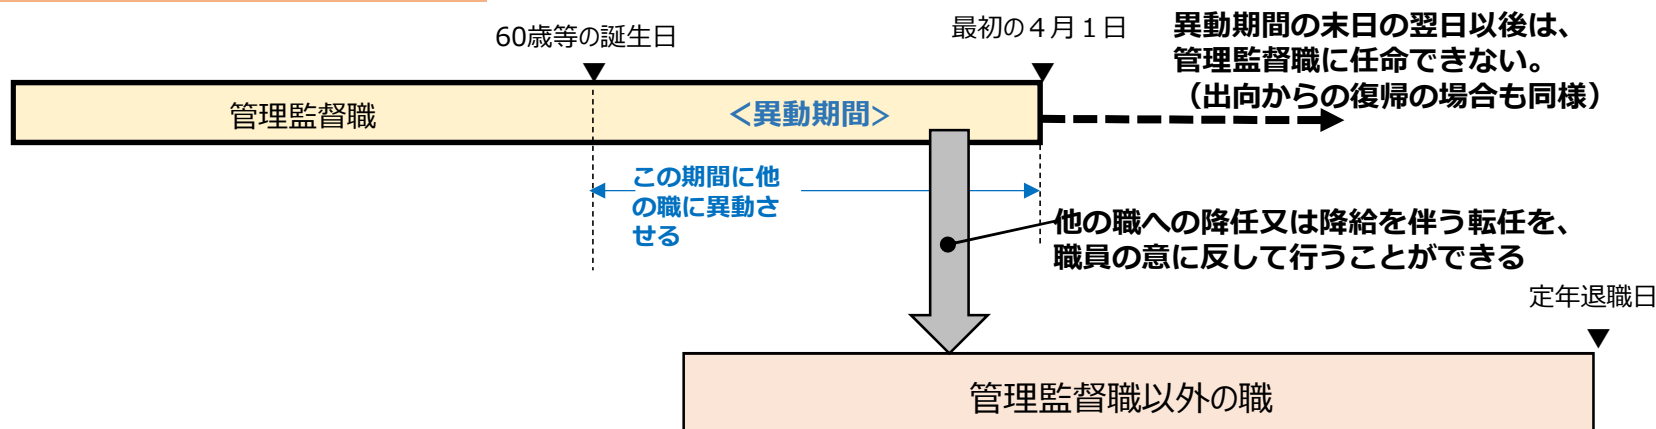 60歳等の誕生日
最初の４月１日
異動期間の末日の翌日以後は、
管理監督職に任命できない。
（出向からの復帰の場合も同様）
管理監督職
＜異動期間＞
この期間に他
の職に異動さ
せる
他の職への降任又は降給を伴う転任を、
職員の意に反して行うことができる
定年退職日
管理監督職以外の職